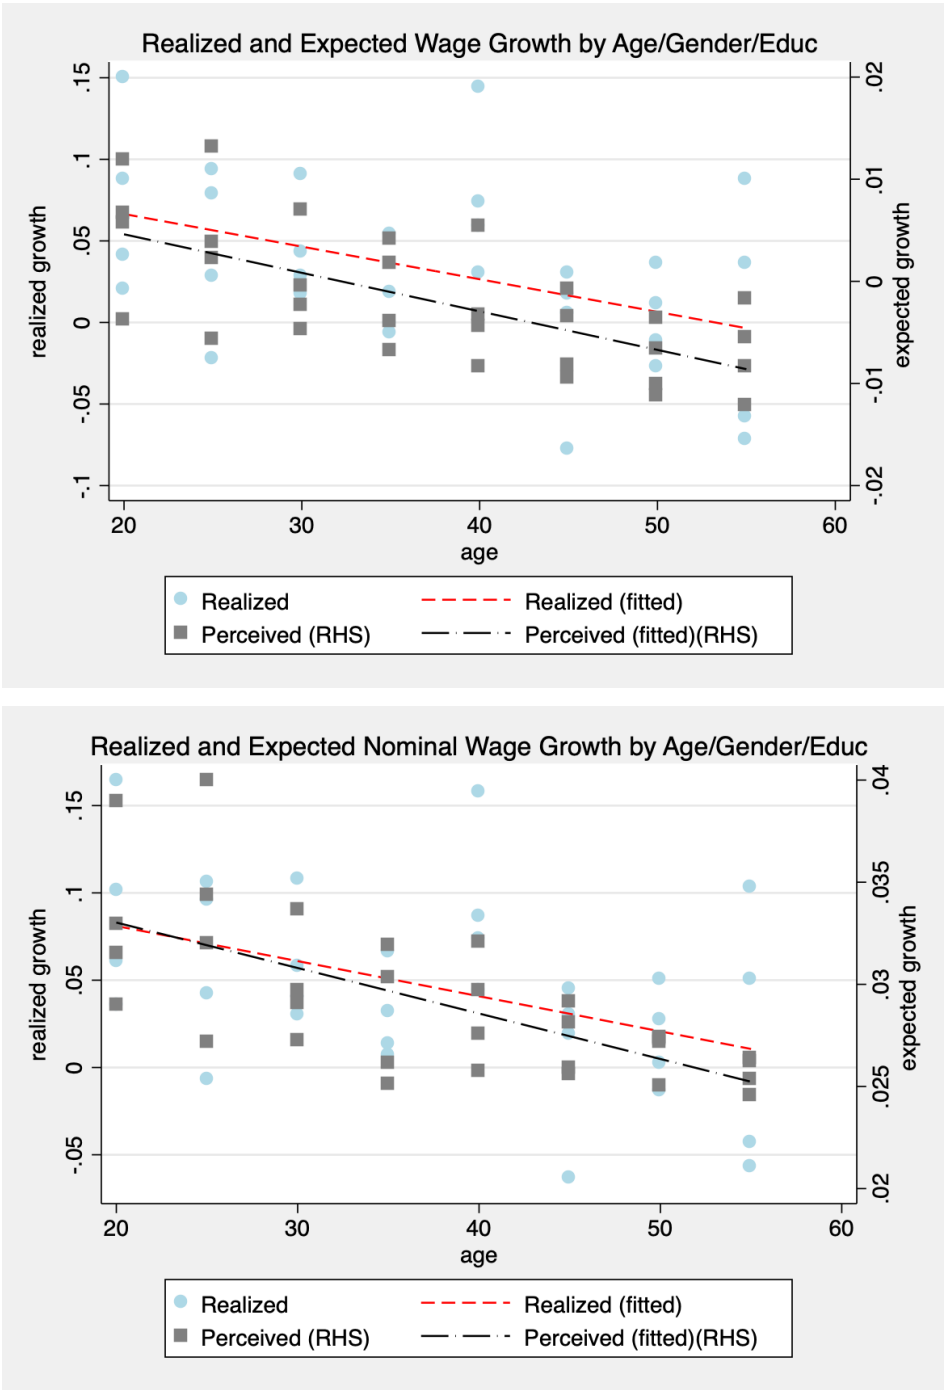 Realized and Expected Wage Growth by Age/Gender/Educ
.15
.1
.05
0
-.05
-.1
realized growth
.02
.01
0
-.01
-.02
expected growth
20 30 40 50 60
age
Realized Realized (fitted)
Perceived (RHS) Perceived (fitted)(RHS)
Realized and Expected Nominal Wage Growth by Age/Gender/Educ
.15
.1
.05
0
-.05
realized growth
.04
.035
.03
.025
.02
expected growth
20 30 40 50 60
age
Realized Realized (fitted)
Perceived (RHS) Perceived (fitted)(RHS)